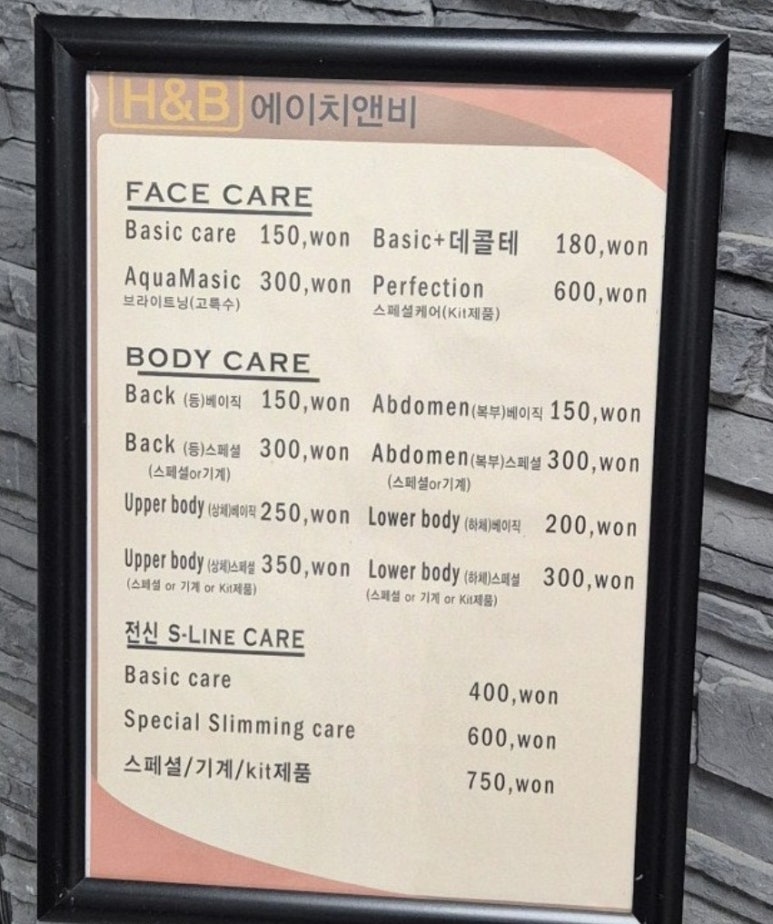 H&B 에이치앤비
FACE CARE
Basic care 150,won Basic+데콜테 180,won
AquaMasic 300,won Perfection 600,won
브라이트닝(고특수) 스페셜케어(Kit제품)
BODY CARE
Back (등)베이직 150,won Abdomen(복부)베이직 150,won
Back (등)스페셜 300,won Abdomen(복부)스페셜 300,won
(스페셜or기계) (스페셜or기계)
Upper body (상체)베이직 250,won Lower body (하체)베이직 200,won
Upper body (상체)스페셜 350,won Lower body (하체)스페셜 300,won
(스페셜 or 기계 or Kit제품) (스페셜 or 기계 or Kit제품)
전신 S-LINE CARE
Basic care 400,won
Special Slimming care 600,won
스페셜/기계/kit제품 750,won